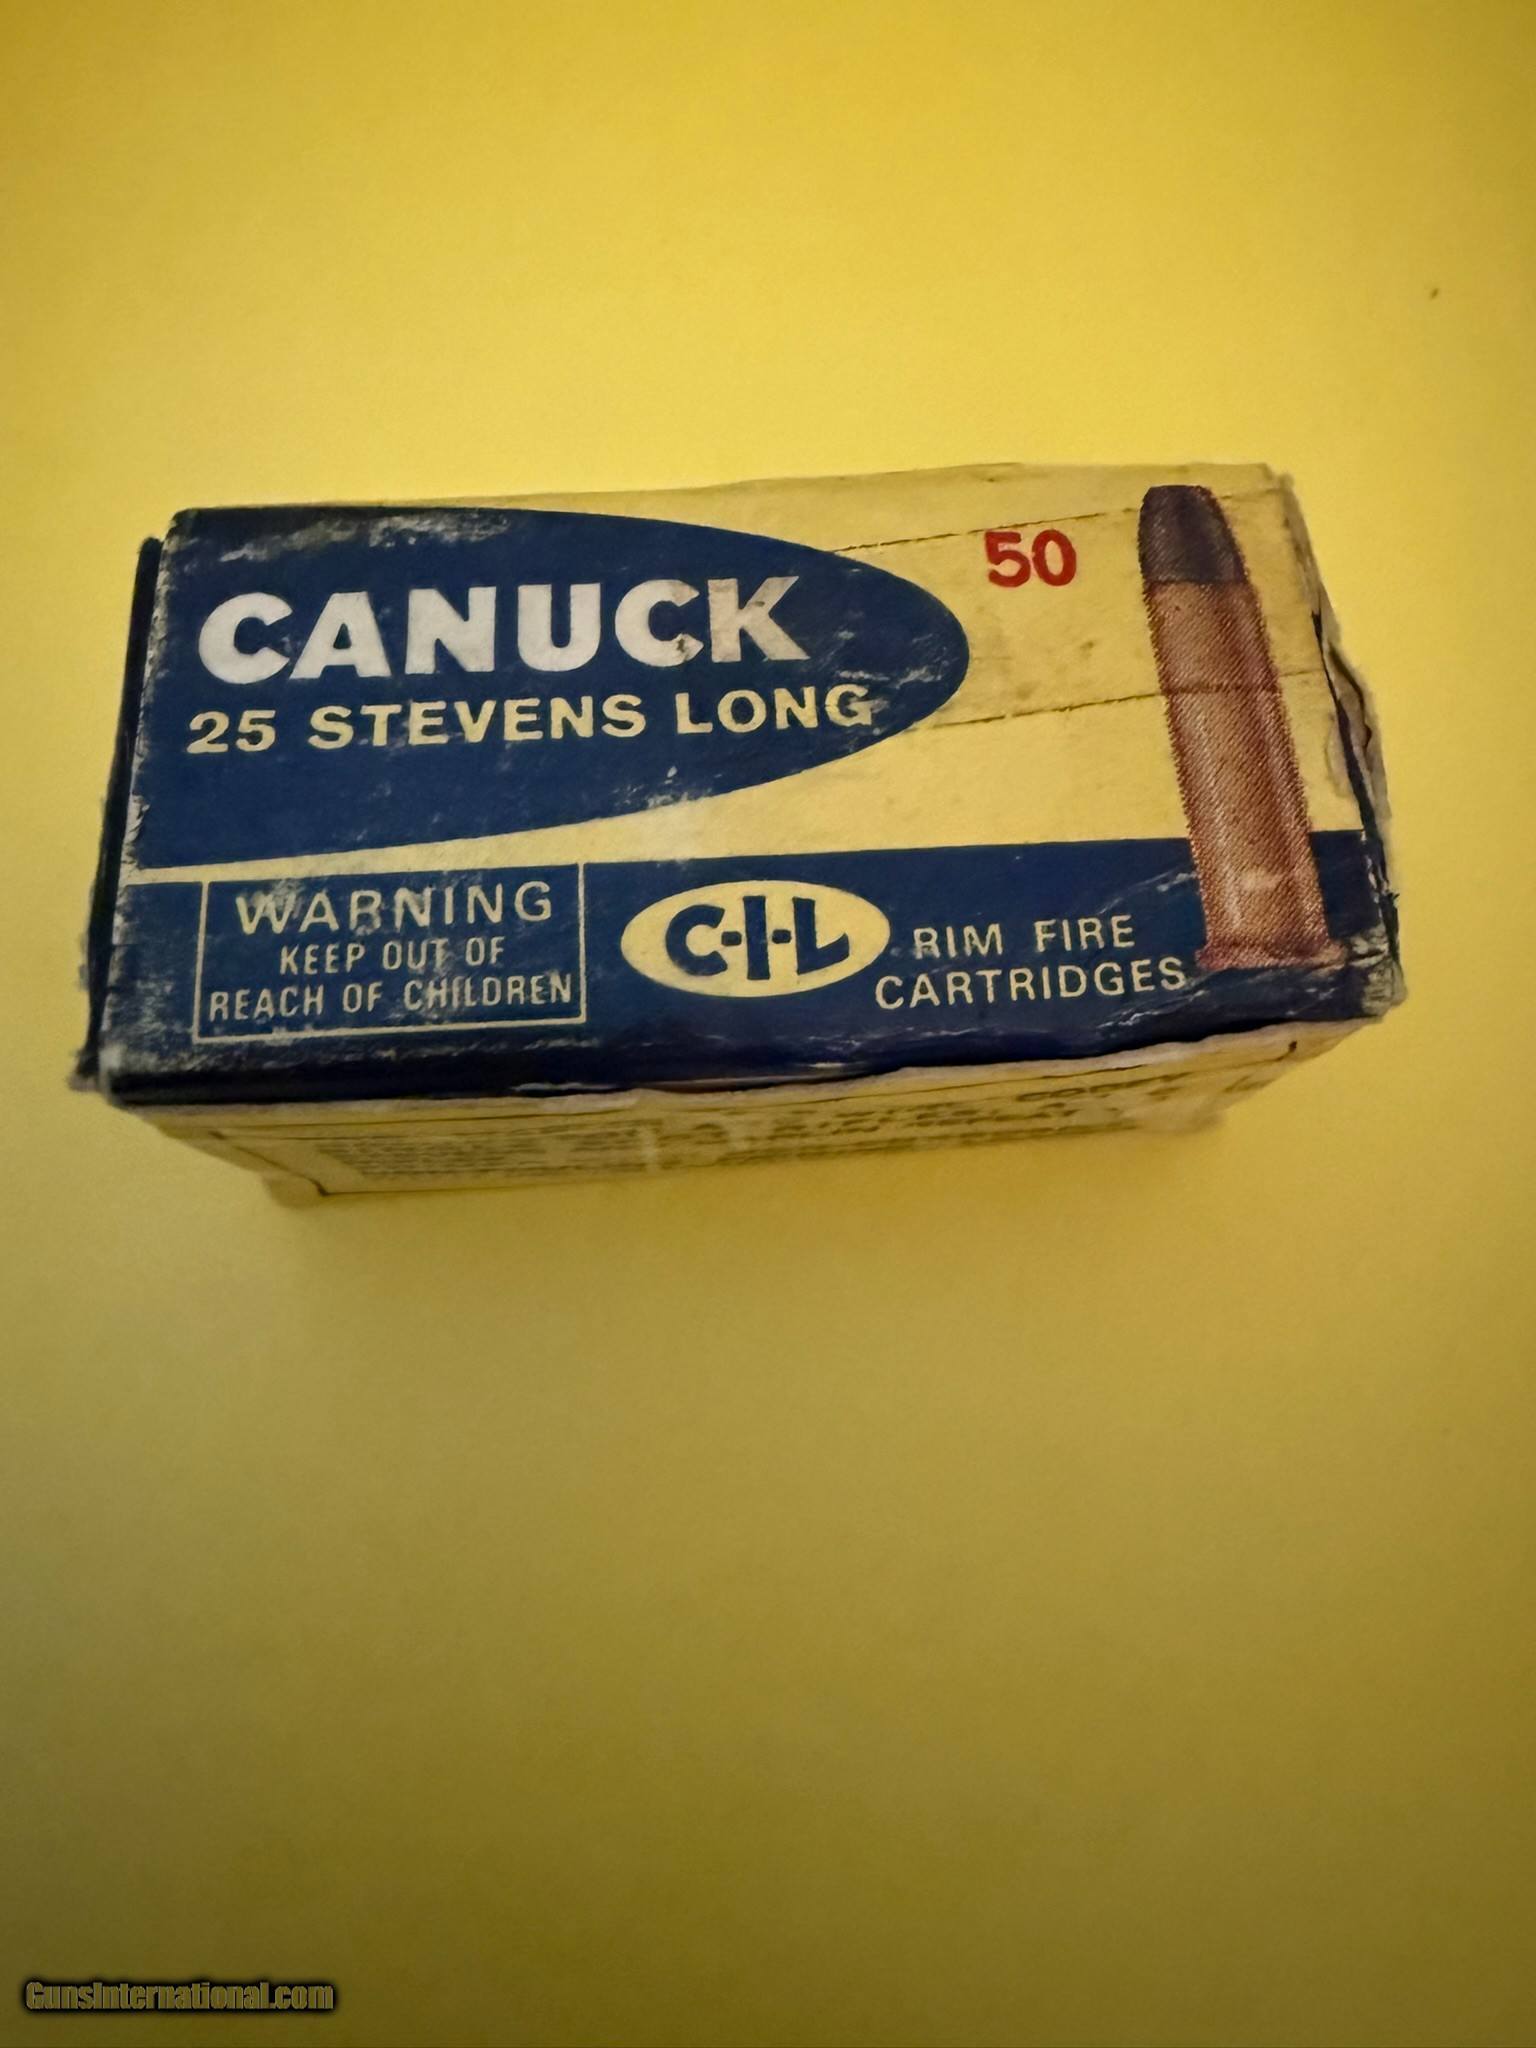 CANUCK
25 STEVENS LONG
50
WARNING
KEEP OUT OF
REACH OF CHILDREN
C-I-L
RIM FIRE
CARTRIDGES
GunsInternational.com